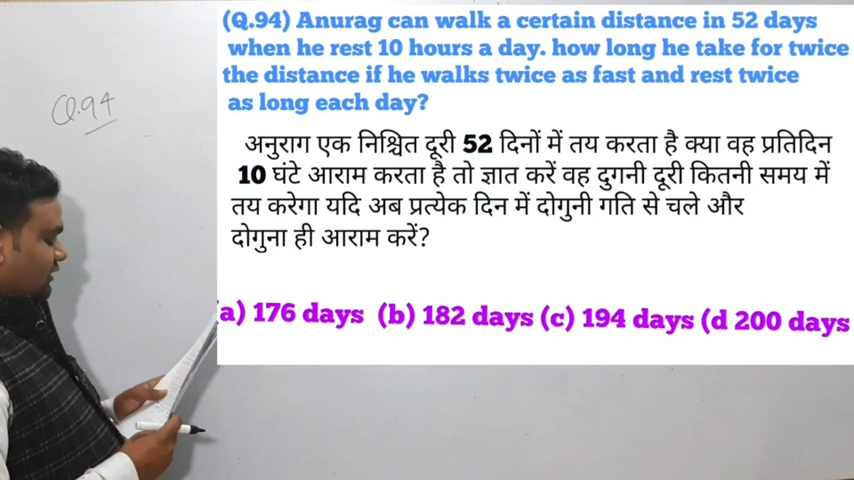 (Q.94) Anurag can walk a certain distance in 52 days
when he rest 10 hours a day. how long he take for twice
the distance if he walks twice as fast and rest twice
as long each day?
Q.94
अनुराग एक निश्चित दूरी 52 दिनों में तय करता है क्या वह प्रतिदिन
10 घंटे आराम करता है तो ज्ञात करें वह दुगनी दूरी कितनी समय में
तय करेगा यदि अब प्रत्येक दिन में दोगुनी गति से चले और
दोगुना ही आराम करें?
(a) 176 days (b) 182 days (c) 194 days (d 200 days